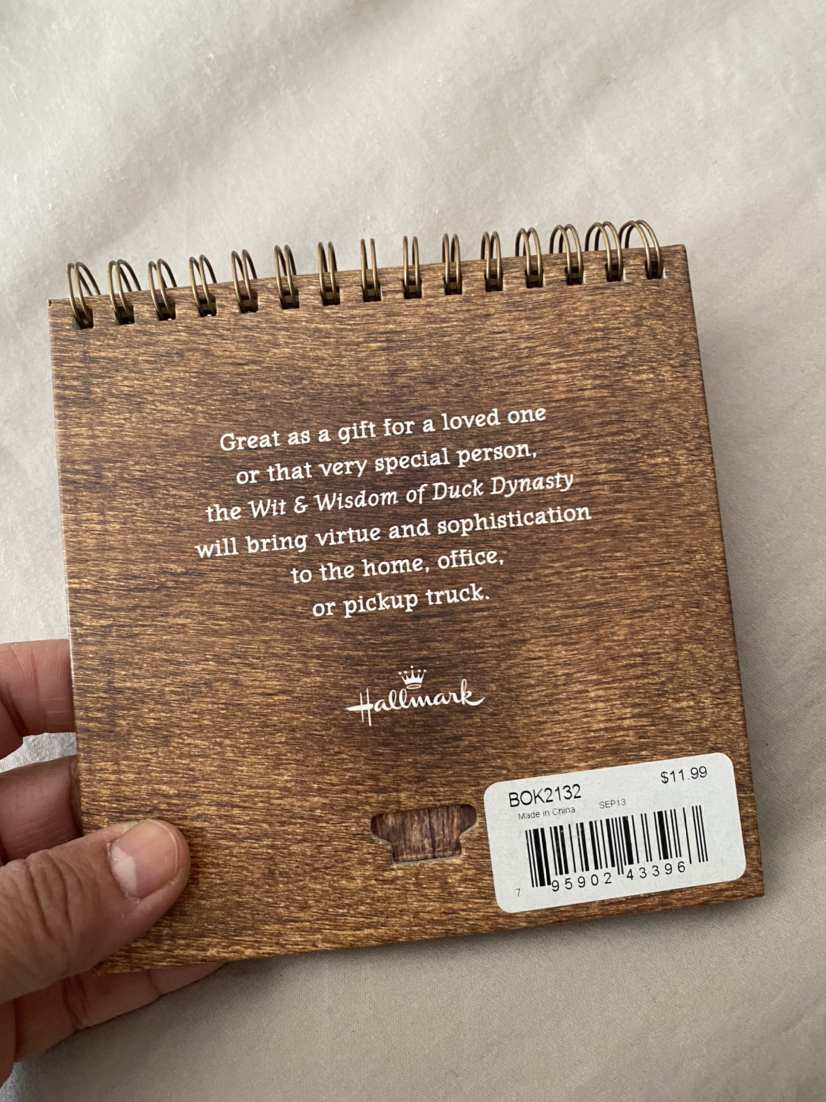 Great as a gift for a loved one
or that very special person,
the Wit & Wisdom of Duck Dynasty
will bring virtue and sophistication
to the home, office,
or pickup truck.
Hallmark
BOK2132 $11.99
Made in China SEP13
7 95902 43396